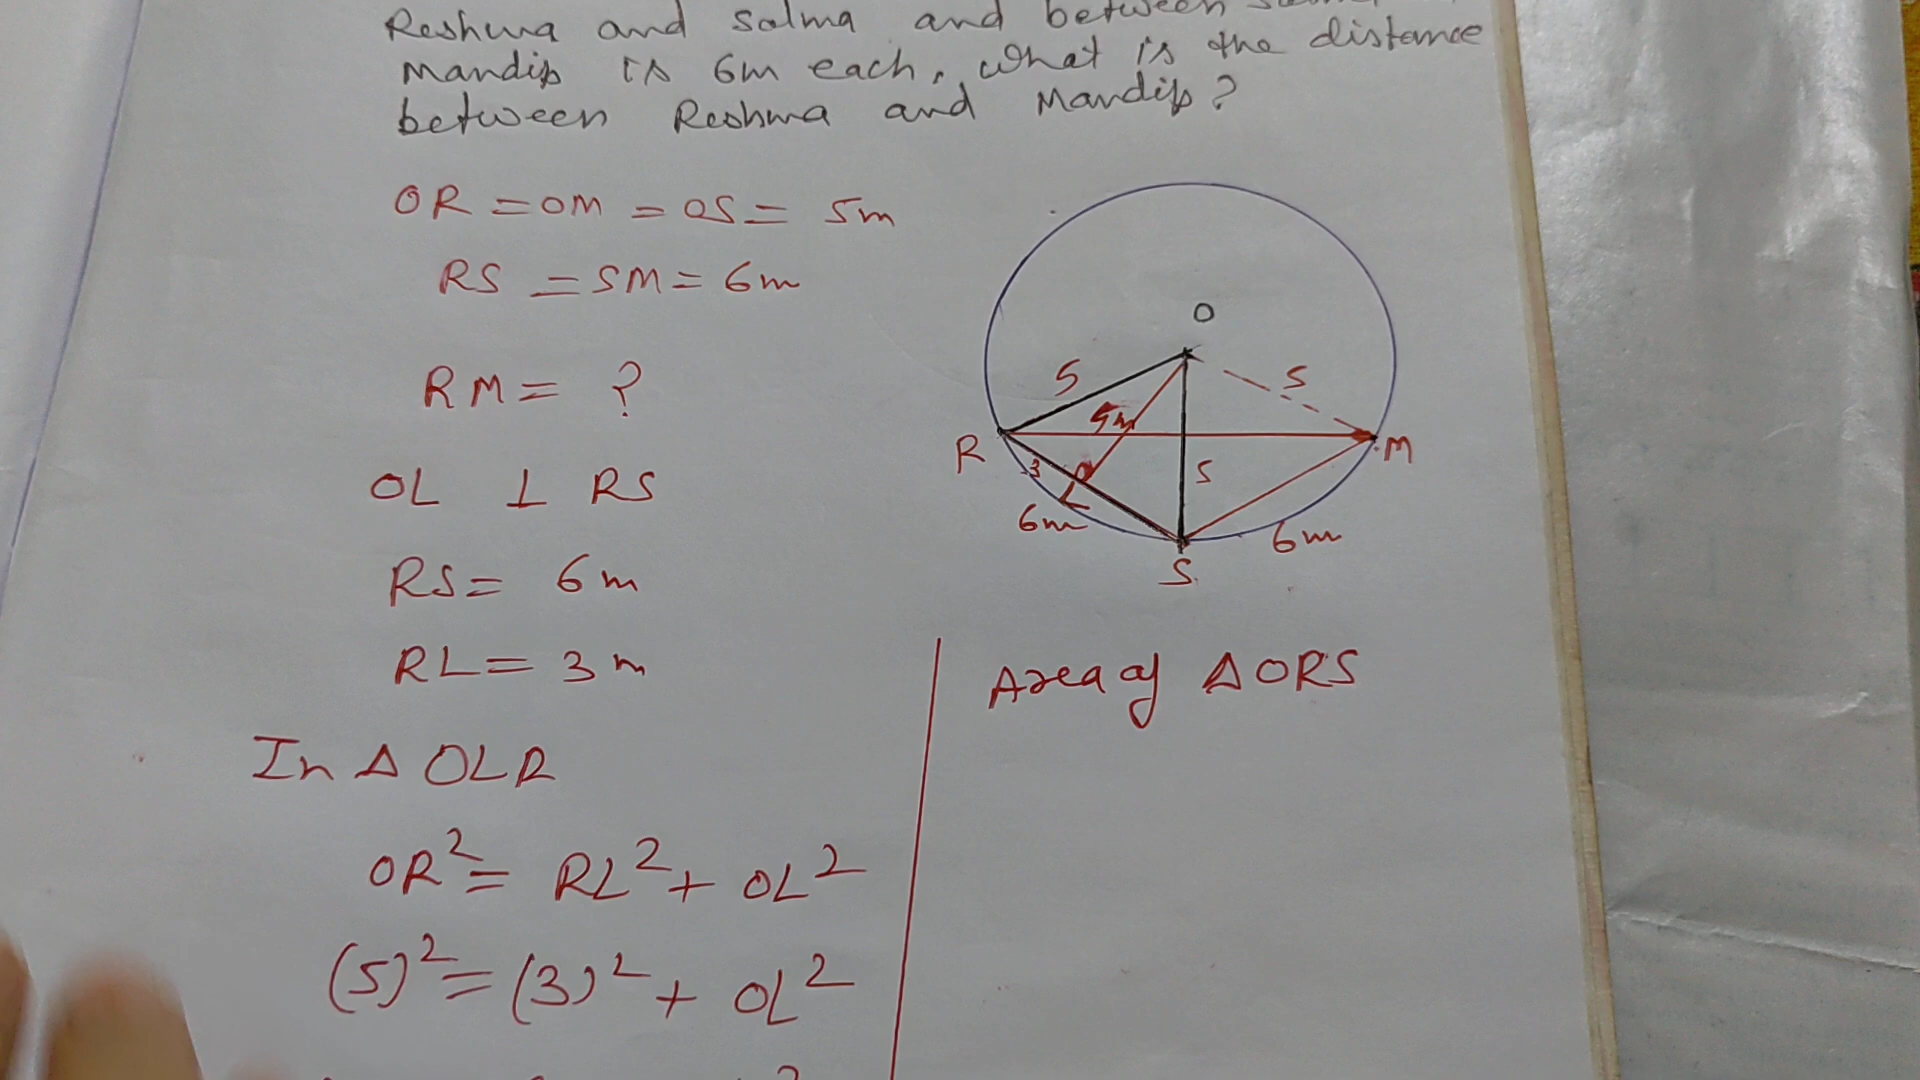 Reshma and Salma and between
Mandip is 6m each, what is the distance
between Reshma and Mandip?
OR = OM = OS = 5m
RS = SM = 6m
RM = ?
OL ⊥ RS
RS = 6m
RL = 3m
In Δ OLR
OR² = RL² + OL²
(5)² = (3)² + OL²
O
5
5
5m
R
M
3
5
6m
6m
S
Area of Δ ORS